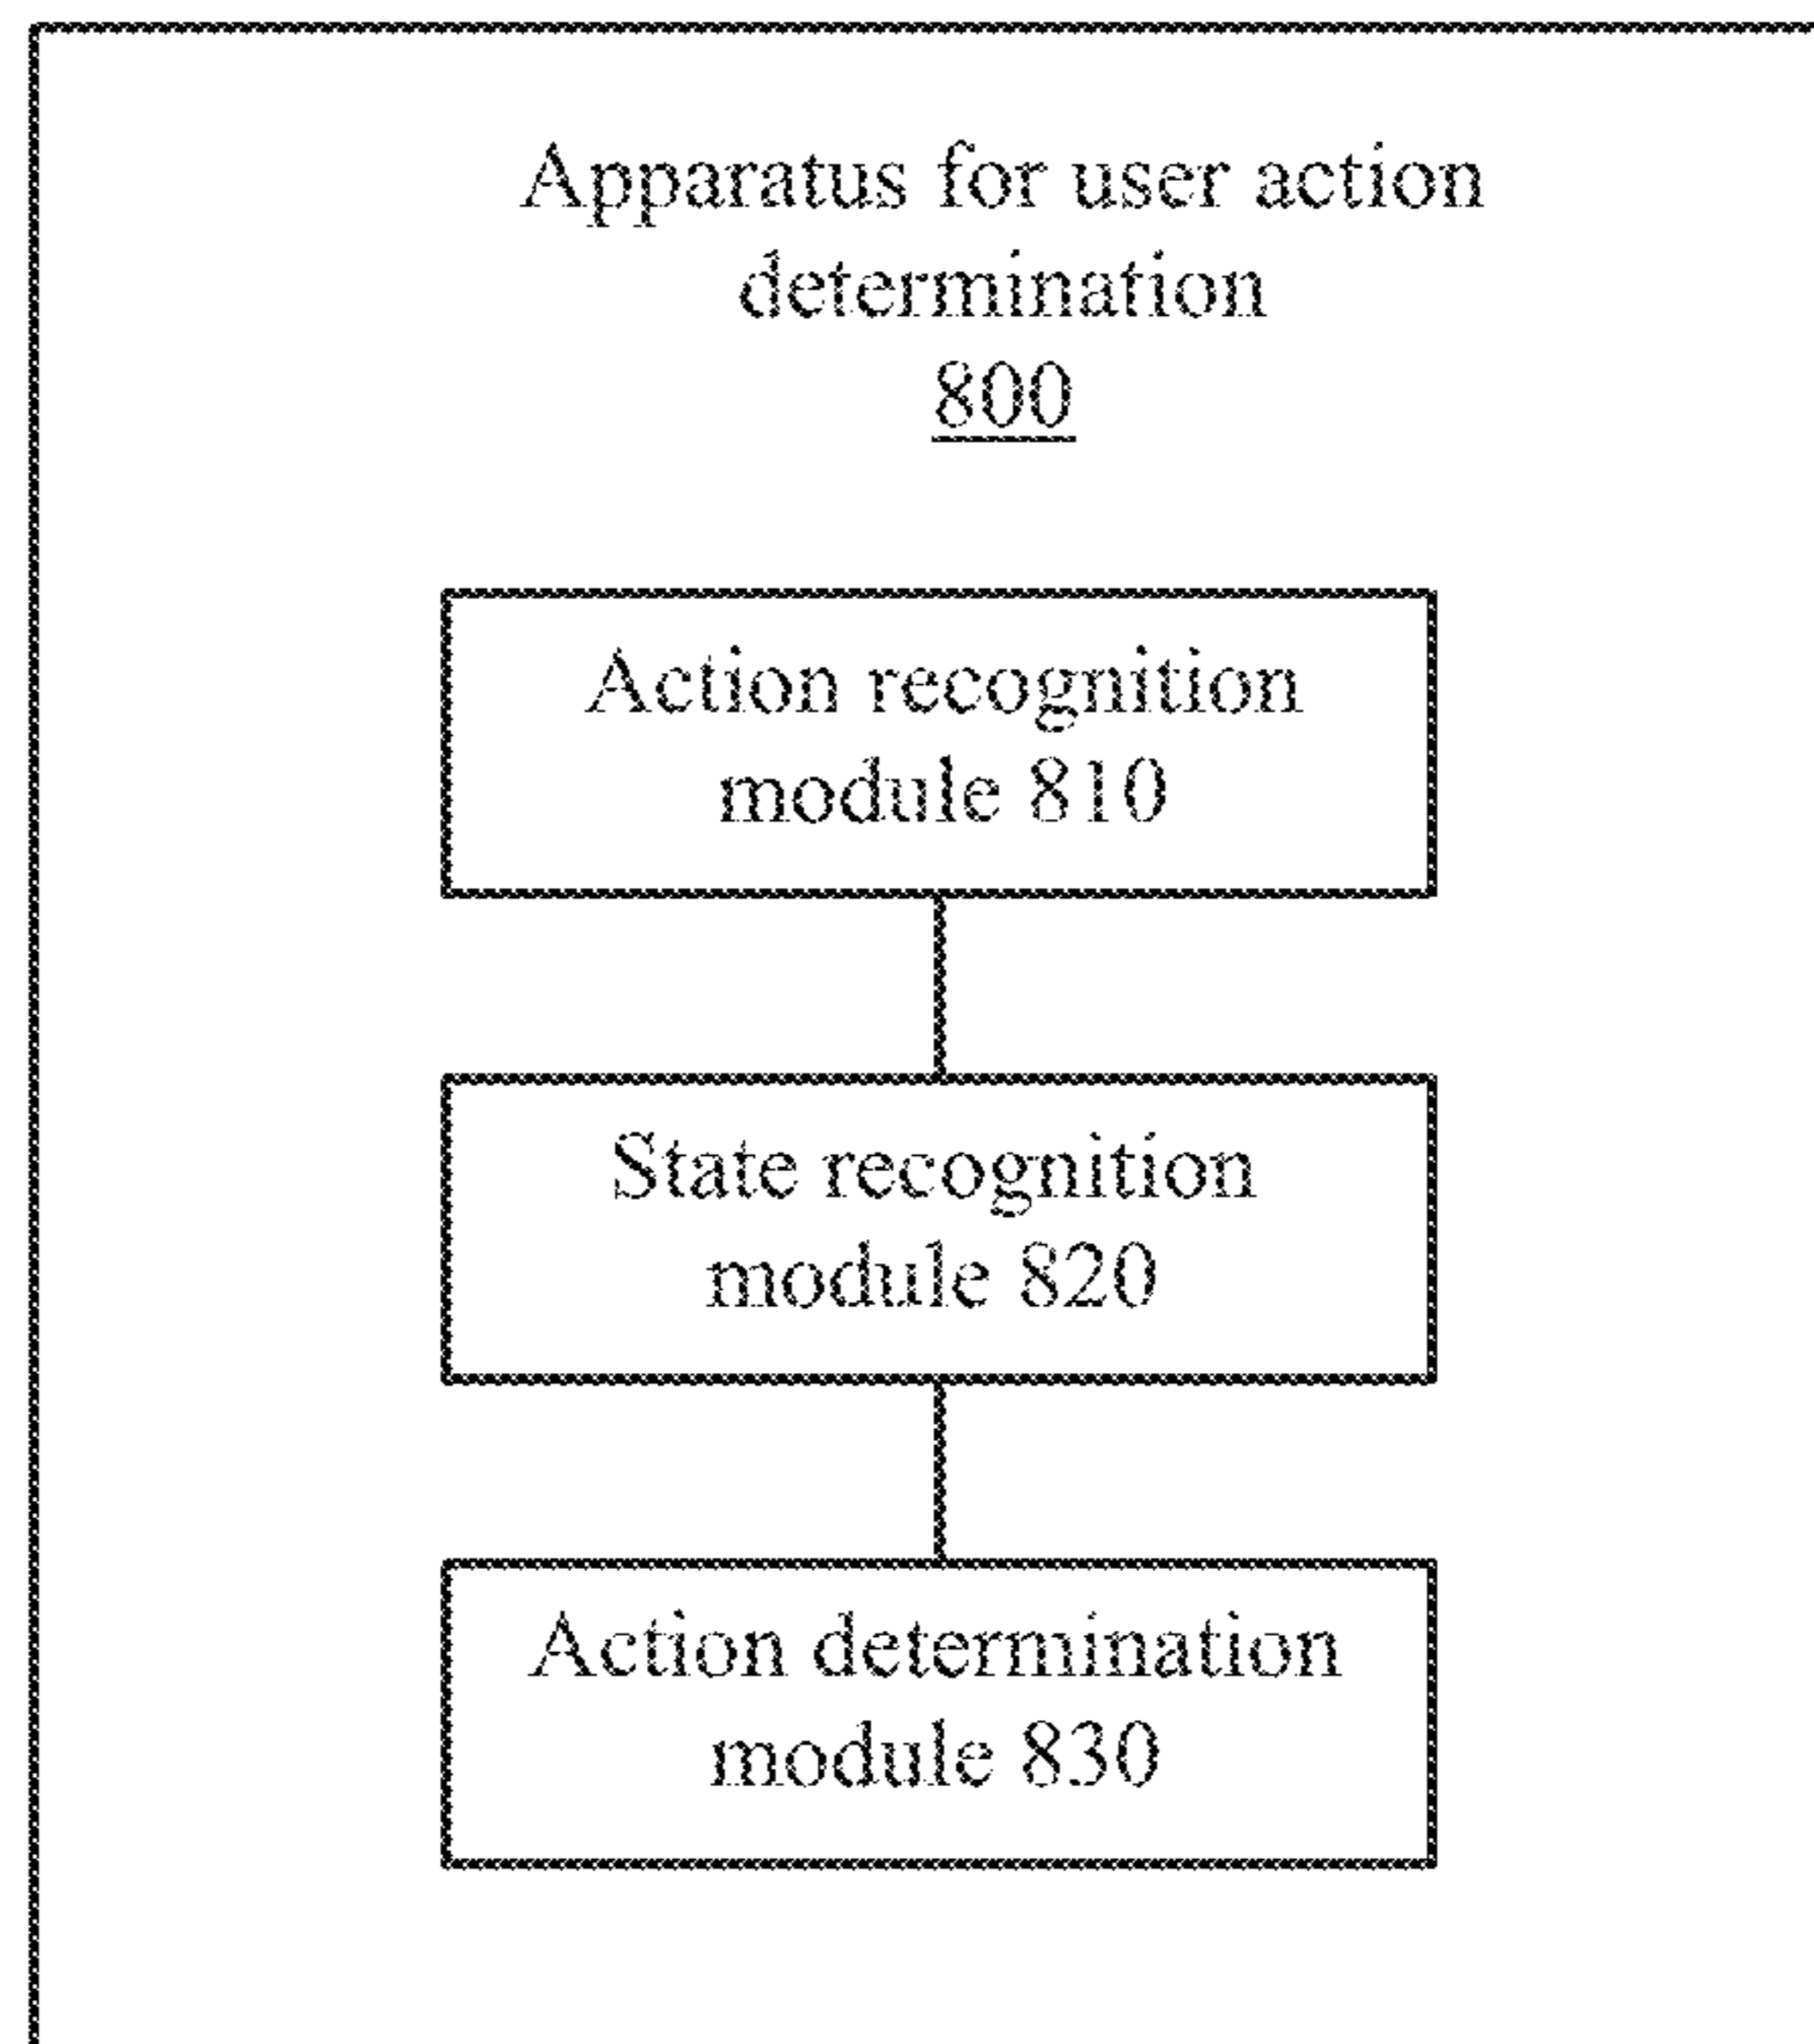 Apparatus for user action
determination
800
Action recognition
module 810
State recognition
module 820
Action determination
module 830